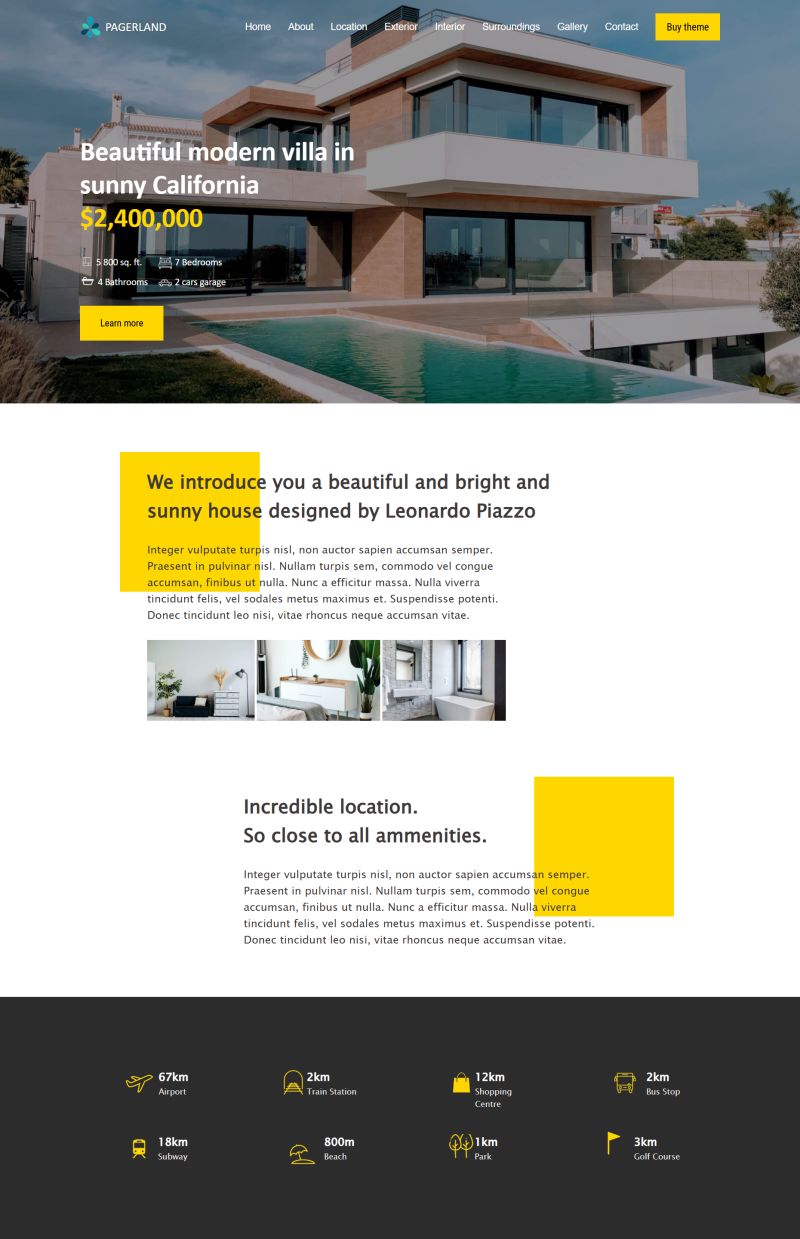 PAGERLAND
Home About Location Exterior Interior Surroundings Gallery Contact Buy theme
Beautiful modern villa in
sunny California
$2,400,000
5 800 sq. ft. 7 Bedrooms
4 Bathrooms 2 cars garage
Learn more
We introduce you a beautiful and bright and
sunny house designed by Leonardo Piazzo
Integer vulputate turpis nisl, non auctor sapien accumsan semper.
Praesent in pulvinar nisl. Nullam turpis sem, commodo vel congue
accumsan, finibus ut nulla. Nunc a efficitur massa. Nulla viverra
tincidunt felis, vel sodales metus maximus et. Suspendisse potenti.
Donec tincidunt leo nisi, vitae rhoncus neque accumsan vitae.
Incredible location.
So close to all ammenities.
Integer vulputate turpis nisl, non auctor sapien accumsan semper.
Praesent in pulvinar nisl. Nullam turpis sem, commodo vel congue
accumsan, finibus ut nulla. Nunc a efficitur massa. Nulla viverra
tincidunt felis, vel sodales metus maximus et. Suspendisse potenti.
Donec tincidunt leo nisi, vitae rhoncus neque accumsan vitae.
67km
Airport
2km
Train Station
12km
Shopping
Centre
2km
Bus Stop
18km
Subway
800m
Beach
1km
Park
3km
Golf Course